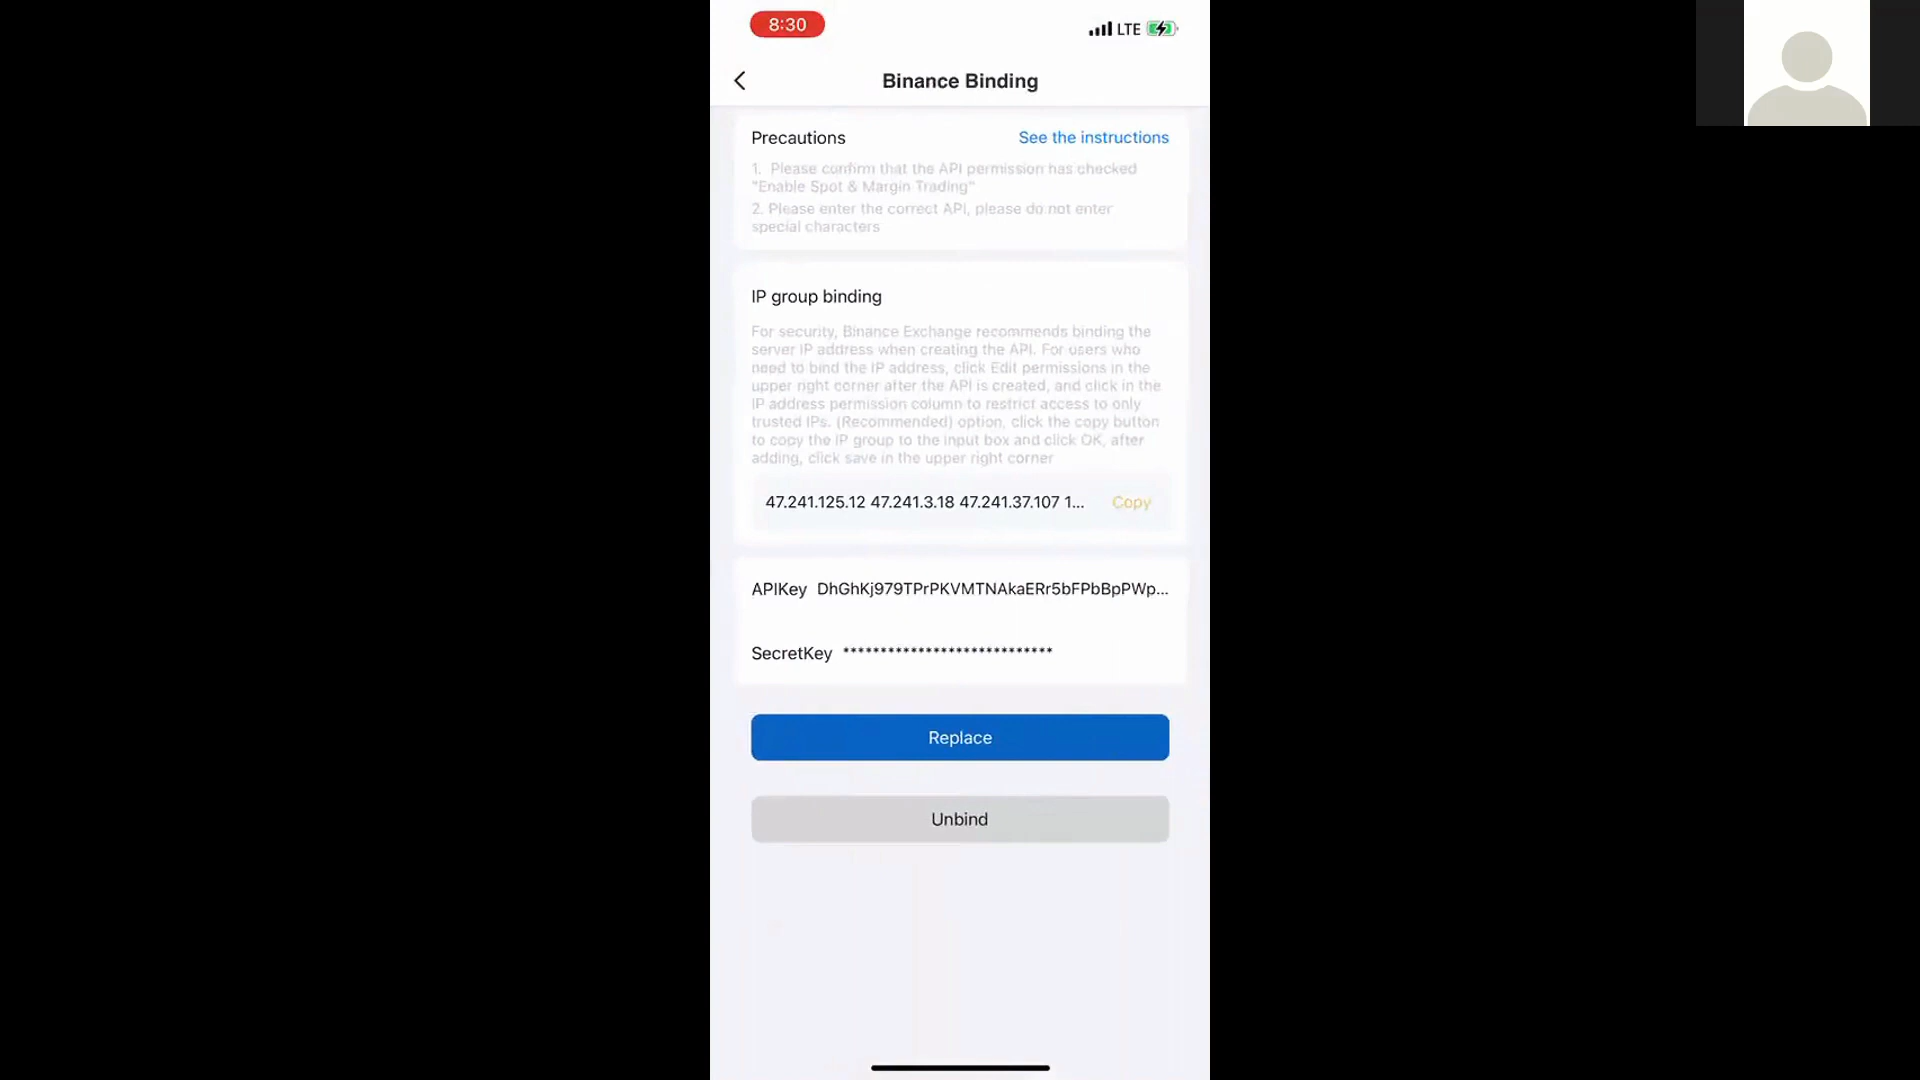 8:30
LTE
Binance Binding
Precautions
See the instructions
1. Please confirm that the API permission has checked
"Enable Spot & Margin Trading"
2. Please enter the correct API, please do not enter
special characters
IP group binding
For security, Binance Exchange recommends binding the
server IP address when creating the API. For users who
need to bind the IP address, click Edit permissions in the
upper right corner after the API is created, and click in the
IP address permission column to restrict access to only
trusted IPs. (Recommended) option, click the copy button
to copy the IP group to the input box and click OK, after
adding, click save in the upper right corner
47.241.125.12 47.241.3.18 47.241.37.107 1...
Copy
APIKey DhGhKj979TPrPKVMTNAkaERr5bFPbBpPWp...
SecretKey ****************************
Replace
Unbind